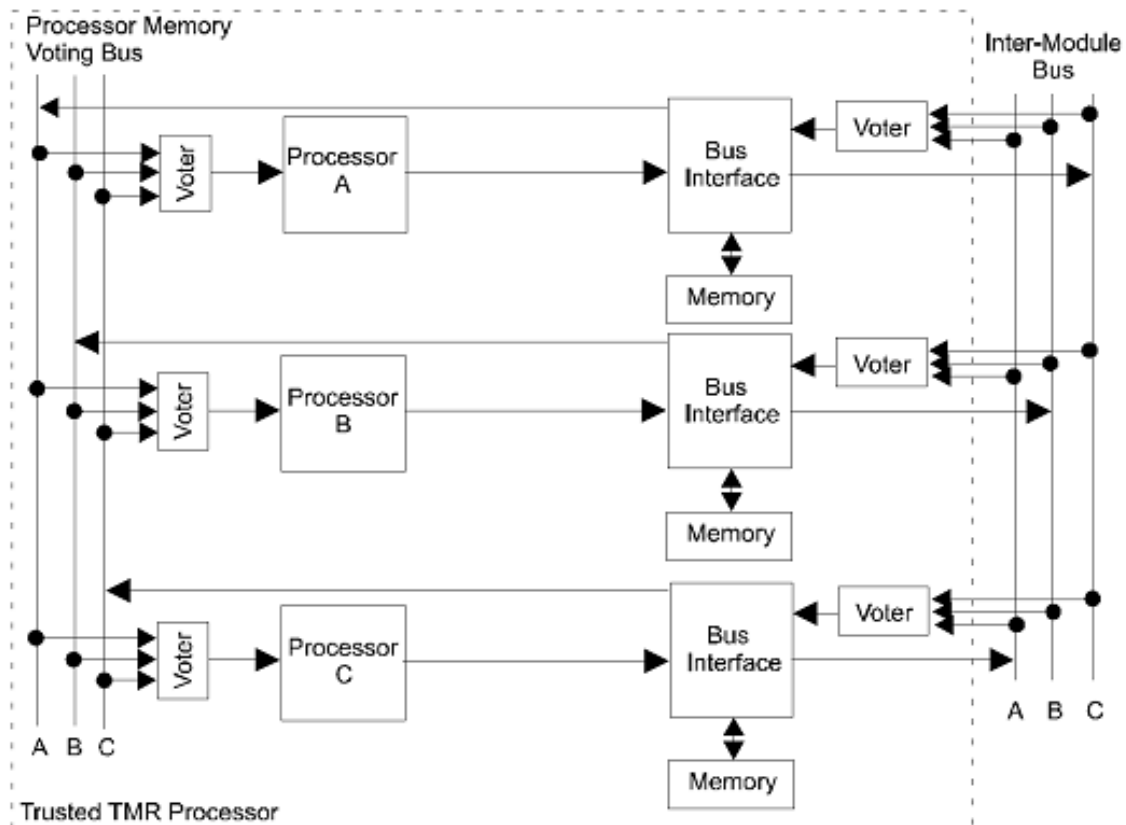 Processor Memory
Voting Bus
Inter-Module
Bus
Voter
Processor
A
Bus
Interface
Voter
Memory
Voter
Processor
B
Bus
Interface
Voter
Memory
Voter
Processor
C
Bus
Interface
Voter
Memory
A B C
A B C
Trusted TMR Processor